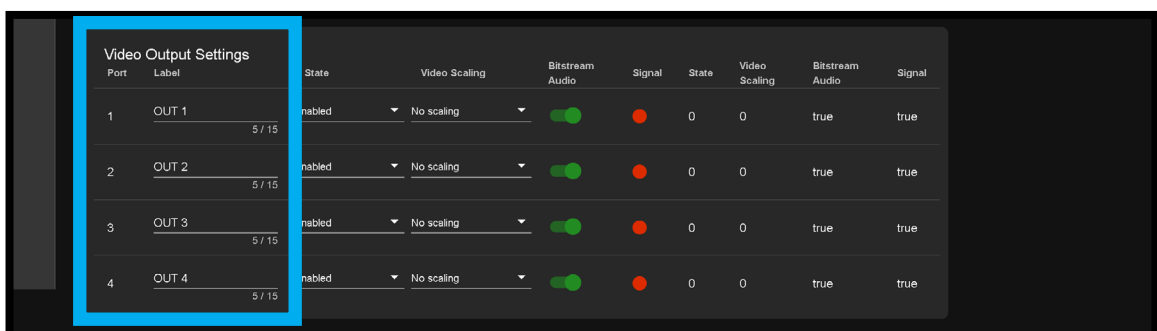 Video Output Settings
Port Label State Video Scaling Bitstream Audio Signal State Video Scaling Bitstream Audio Signal
1 OUT 1 nabled No scaling 0 0 true true
5 / 15
2 OUT 2 nabled No scaling 0 0 true true
5 / 15
3 OUT 3 nabled No scaling 0 0 true true
5 / 15
4 OUT 4 nabled No scaling 0 0 true true
5 / 15